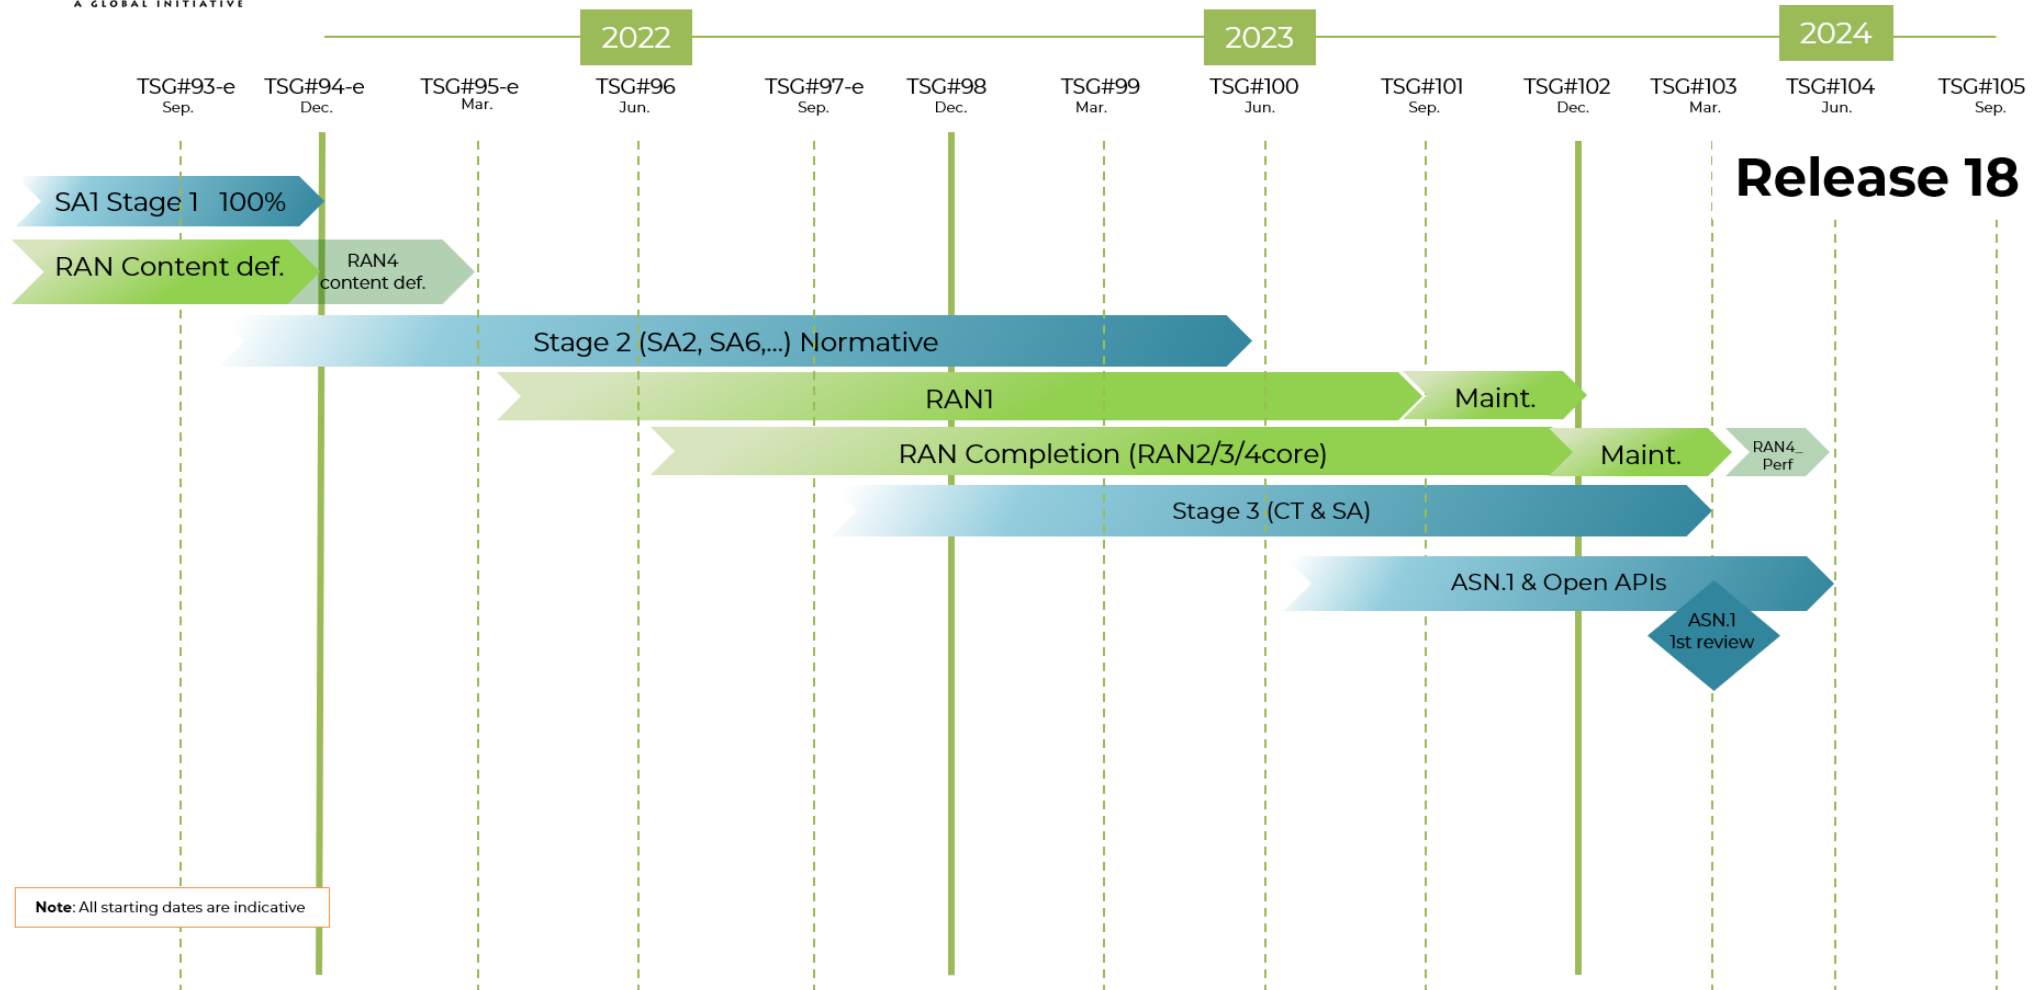 A GLOBAL INITIATIVE
2022
2023
2024
TSG#93-e
Sep.
TSG#94-e
Dec.
TSG#95-e
Mar.
TSG#96
Jun.
TSG#97-e
Sep.
TSG#98
Dec.
TSG#99
Mar.
TSG#100
Jun.
TSG#101
Sep.
TSG#102
Dec.
TSG#103
Mar.
TSG#104
Jun.
TSG#105
Sep.
Release 18
SA1 Stage 1 100%
RAN Content def.
RAN4
content def.
Stage 2 (SA2, SA6,...) Normative
RAN1
Maint.
RAN Completion (RAN2/3/4core)
Maint.
RAN4_
Perf
Stage 3 (CT & SA)
ASN.1 & Open APIs
ASN.1
1st review
Note: All starting dates are indicative